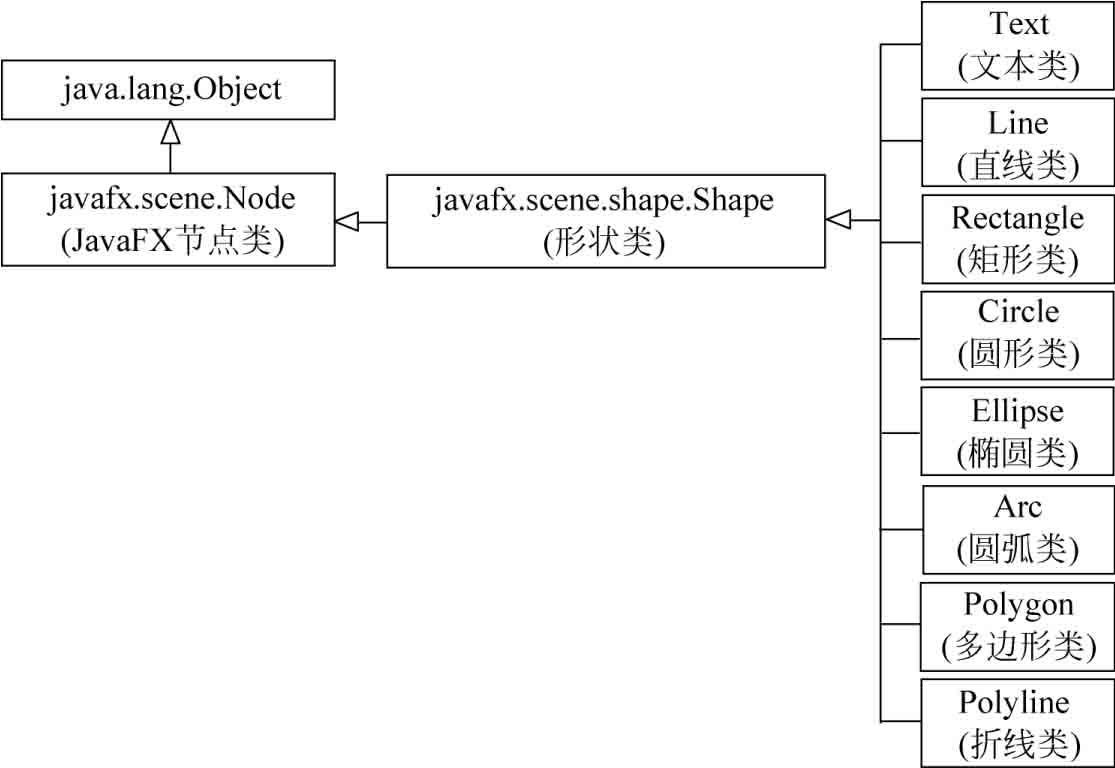 java.lang.Object
javafx.scene.Node
(JavaFX节点类)
javafx.scene.shape.Shape
(形状类)
Text
(文本类)
Line
(直线类)
Rectangle
(矩形类)
Circle
(圆形类)
Ellipse
(椭圆类)
Arc
(圆弧类)
Polygon
(多边形类)
Polyline
(折线类)